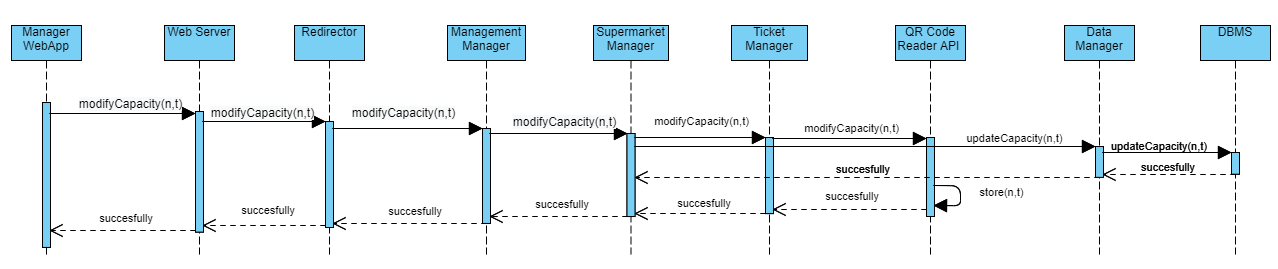 Manager
WebApp
Web Server
Redirector
Management
Manager
Supermarket
Manager
Ticket
Manager
QR Code
Reader API
Data
Manager
DBMS
modifyCapacity(n,t)
modifyCapacity(n,t)
modifyCapacity(n,t)
modifyCapacity(n,t)
modifyCapacity(n,t)
modifyCapacity(n,t)
updateCapacity(n,t)
updateCapacity(n,t)
succesfully
succesfully
store(n,t)
succesfully
succesfully
succesfully
succesfully
succesfully
succesfully